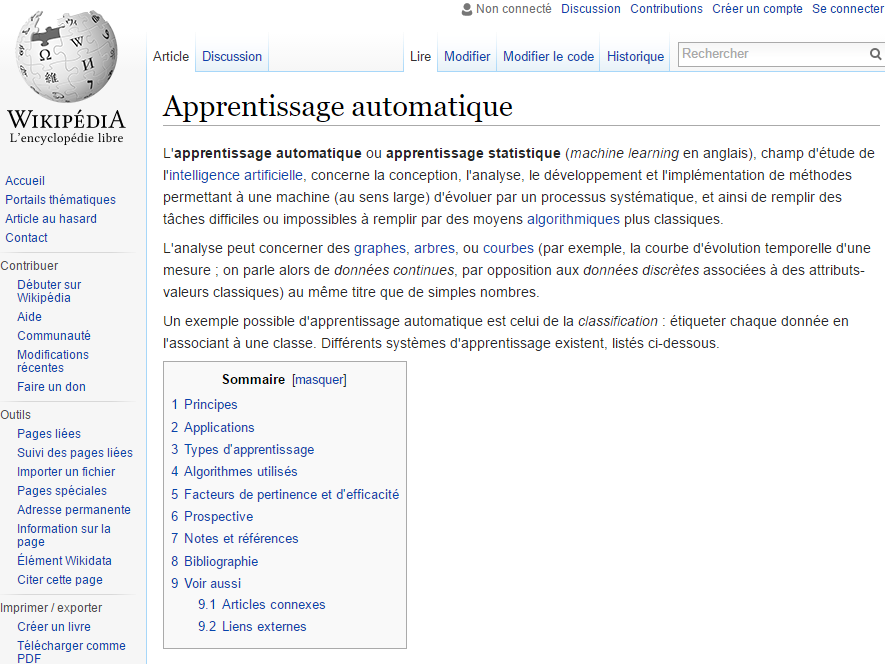 Non connecté Discussion Contributions Créer un compte Se connecter
Article Discussion Lire Modifier Modifier le code Historique Rechercher
WIKIPÉDIA
L'encyclopédie libre
Accueil
Portails thématiques
Article au hasard
Contact
Contribuer
Débuter sur
Wikipédia
Aide
Communauté
Modifications
récentes
Faire un don
Outils
Pages liées
Suivi des pages liées
Importer un fichier
Pages spéciales
Adresse permanente
Information sur la
page
Élément Wikidata
Citer cette page
Imprimer / exporter
Créer un livre
Télécharger comme
PDF
Apprentissage automatique
L'apprentissage automatique ou apprentissage statistique (machine learning en anglais), champ d'étude de
l'intelligence artificielle, concerne la conception, l'analyse, le développement et l'implémentation de méthodes
permettant à une machine (au sens large) d'évoluer par un processus systématique, et ainsi de remplir des
tâches difficiles ou impossibles à remplir par des moyens algorithmiques plus classiques.
L'analyse peut concerner des graphes, arbres, ou courbes (par exemple, la courbe d'évolution temporelle d'une
mesure ; on parle alors de données continues, par opposition aux données discrètes associées à des attributs-
valeurs classiques) au même titre que de simples nombres.
Un exemple possible d'apprentissage automatique est celui de la classification : étiqueter chaque donnée en
l'associant à une classe. Différents systèmes d'apprentissage existent, listés ci-dessous.
Sommaire [masquer]
1 Principes
2 Applications
3 Types d'apprentissage
4 Algorithmes utilisés
5 Facteurs de pertinence et d'efficacité
6 Prospective
7 Notes et références
8 Bibliographie
9 Voir aussi
9.1 Articles connexes
9.2 Liens externes